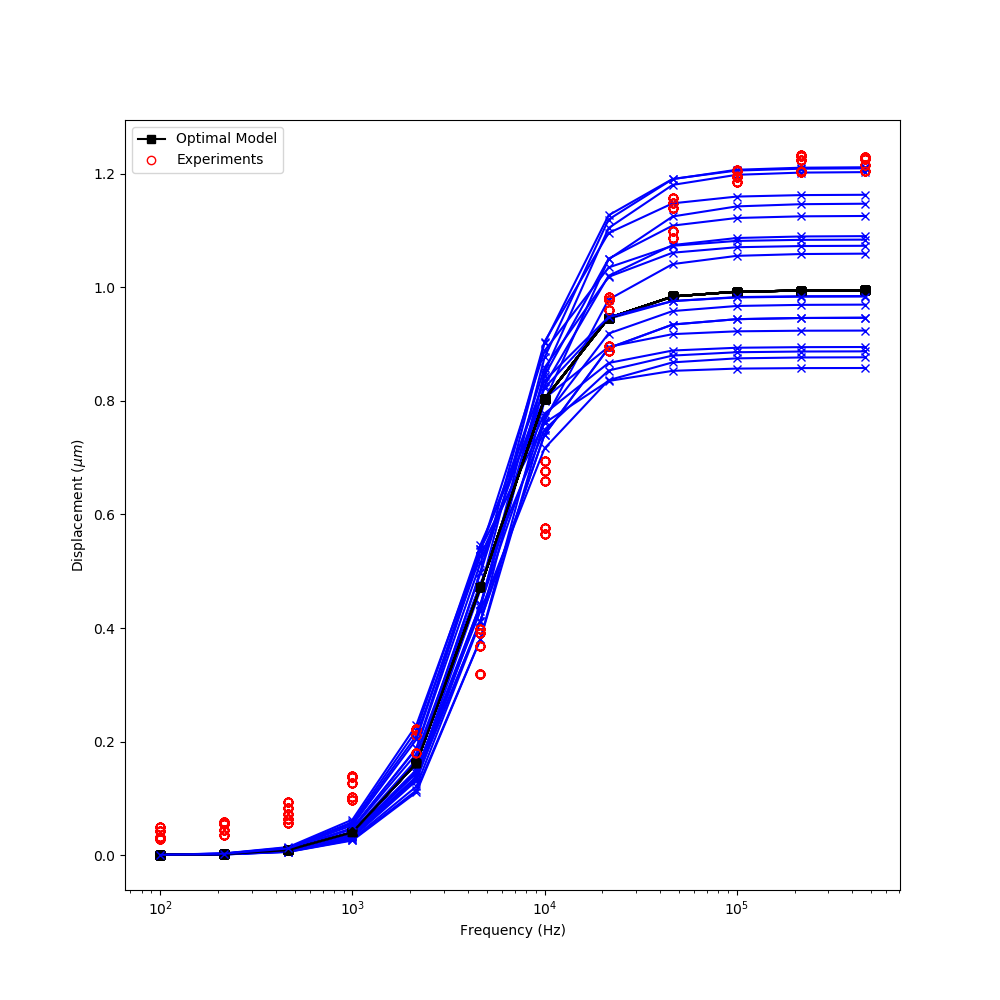 Optimal Model
Experiments
1.2
1.0
0.8
0.6
0.4
0.2
0.0
Displacement (μm)
10²
10³
10⁴
10⁵
Frequency (Hz)